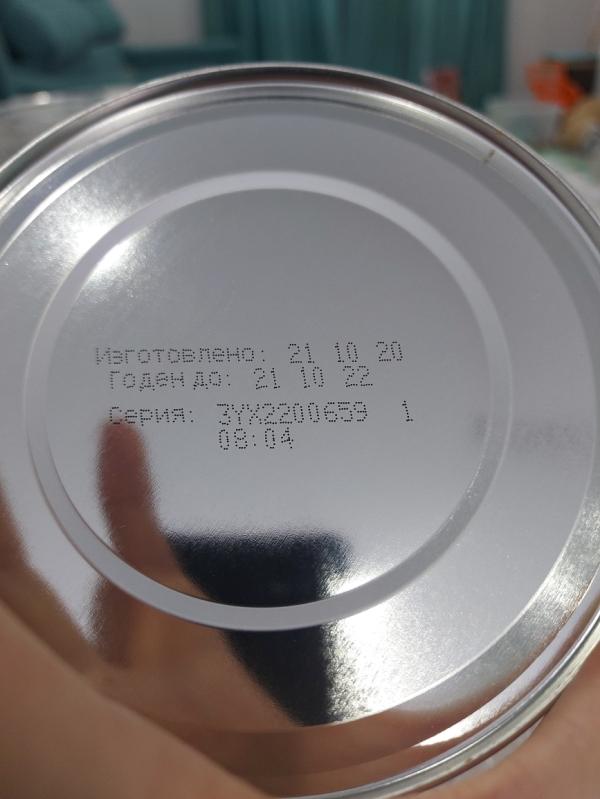 Изготовлено: 21 10 20
Годен до: 21 10 22
Серия: 3YX2200659 1
08:04